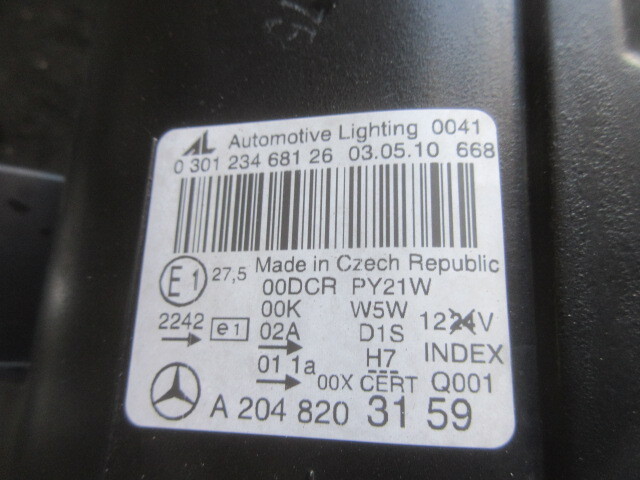 AL Automotive Lighting 0041
0 301 234 681 26 03.05.10 668
E1 27,5 Made in Czech Republic
00DCR PY21W
00K W5W
2242 e1 02A D1S 1224V
01 1a H7 INDEX
00X CERT Q001
A 204 820 31 59